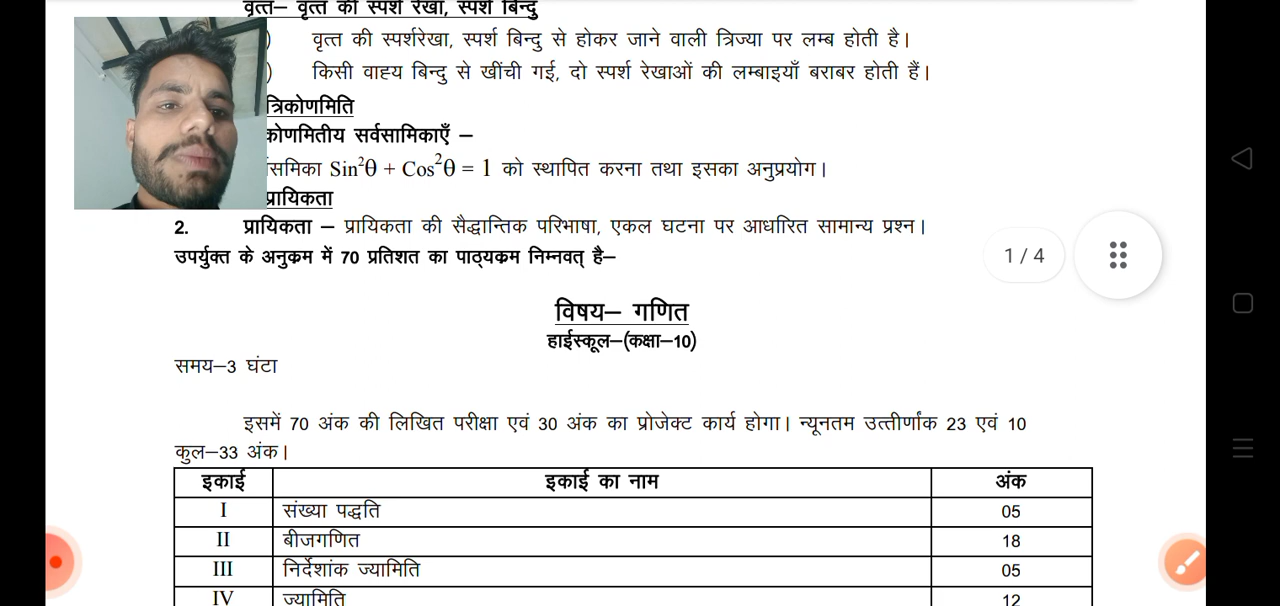 वृत्त– वृत्त की स्पर्श रेखा, स्पर्श बिन्दु
) वृत्त की स्पर्शरेखा, स्पर्श बिन्दु से होकर जाने वाली त्रिज्या पर लम्ब होती है।
) किसी वाह्य बिन्दु से खींची गई, दो स्पर्श रेखाओं की लम्बाइयाँ बराबर होती हैं।
त्रिकोणमिति
कोणमितीय सर्वसामिकाएँ –
समिका Sin²θ + Cos²θ = 1 को स्थापित करना तथा इसका अनुप्रयोग।
प्रायिकता
2. प्रायिकता – प्रायिकता की सैद्धान्तिक परिभाषा, एकल घटना पर आधारित सामान्य प्रश्न।
उपर्युक्त के अनुक्रम में 70 प्रतिशत का पाठ्यक्रम निम्नवत् है–
1 / 4
विषय– गणित
हाईस्कूल–(कक्षा–10)
समय–3 घंटा
इसमें 70 अंक की लिखित परीक्षा एवं 30 अंक का प्रोजेक्ट कार्य होगा। न्यूनतम उत्तीर्णांक 23 एवं 10
कुल–33 अंक।
इकाई इकाई का नाम अंक
I संख्या पद्धति 05
II बीजगणित 18
III निर्देशांक ज्यामिति 05
IV ज्यामिति 12